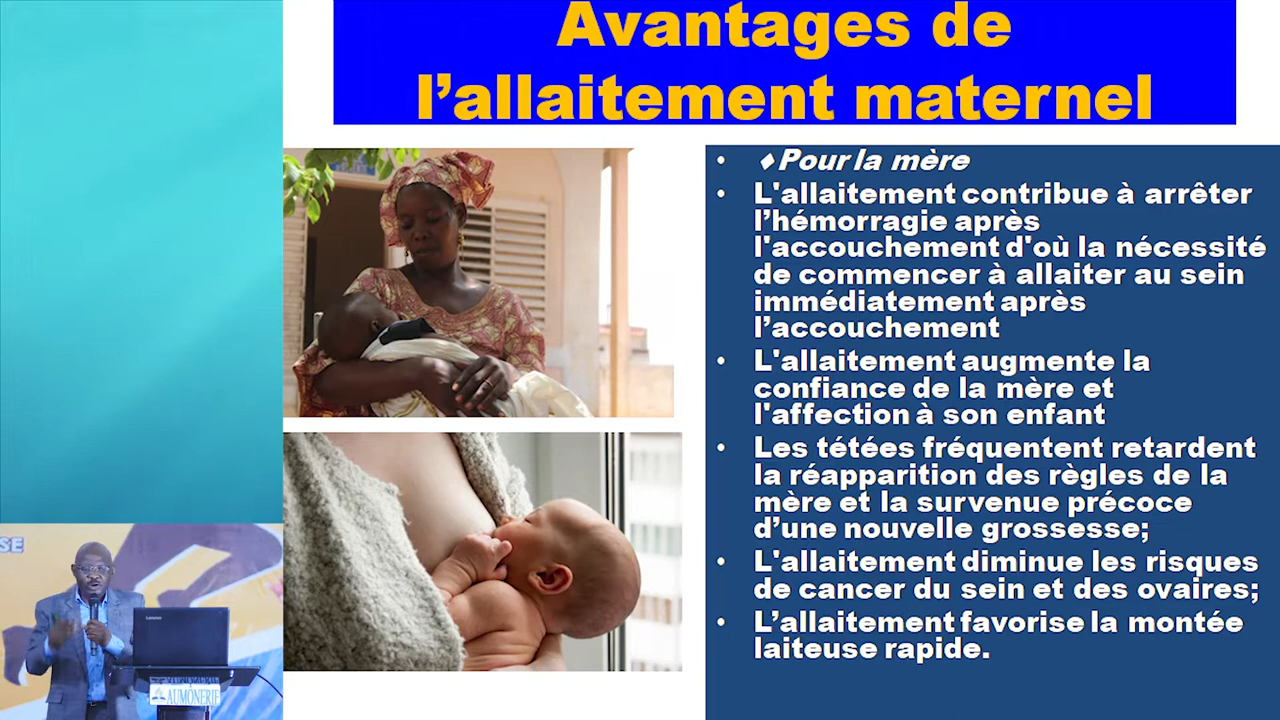 Avantages de
l’allaitement maternel
• ♦Pour la mère
• L'allaitement contribue à arrêter
l’hémorragie après
l'accouchement d'où la nécessité
de commencer à allaiter au sein
immédiatement après
l’accouchement
• L'allaitement augmente la
confiance de la mère et
l'affection à son enfant
• Les tétées fréquentent retardent
la réapparition des règles de la
mère et la survenue précoce
d’une nouvelle grossesse;
• L'allaitement diminue les risques
de cancer du sein et des ovaires;
• L’allaitement favorise la montée
laiteuse rapide.
SE
Lenovo
AUMÔNERIE